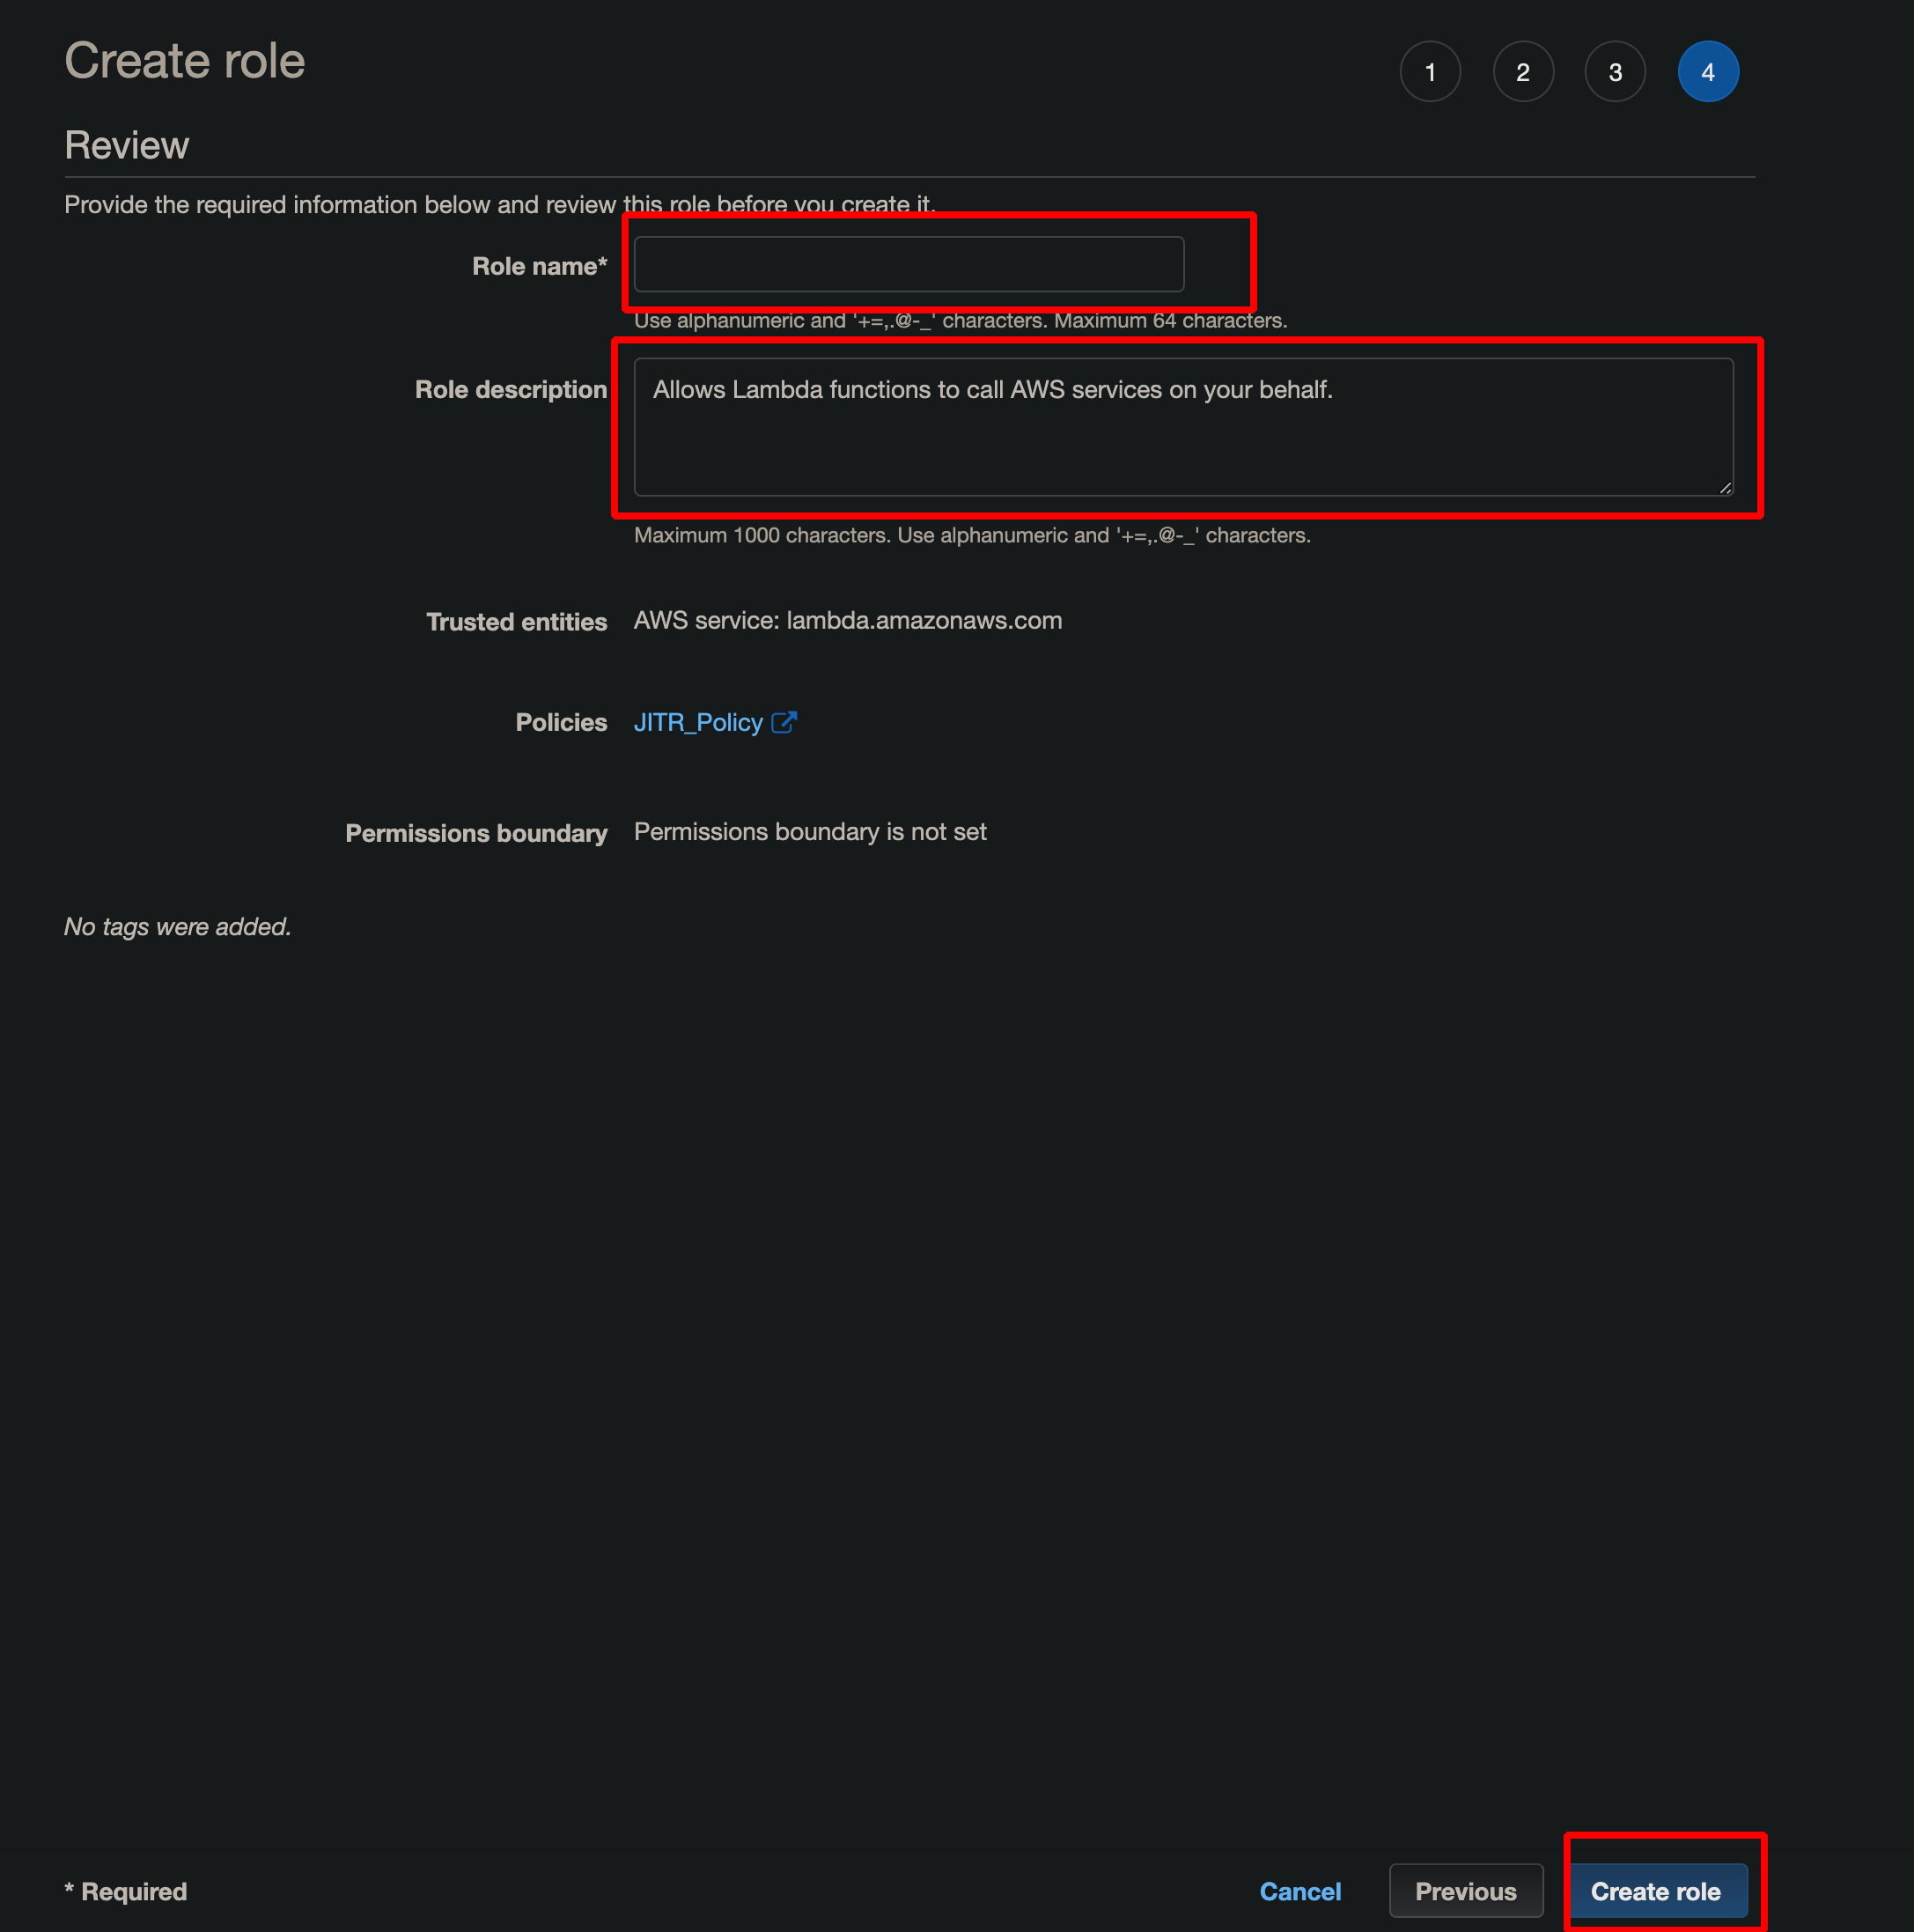 Create role
1 2 3 4
Review
Provide the required information below and review this role before you create it.
Role name*
Use alphanumeric and '+=,.@-_' characters. Maximum 64 characters.
Role description Allows Lambda functions to call AWS services on your behalf.
Maximum 1000 characters. Use alphanumeric and '+=,.@-_' characters.
Trusted entities AWS service: lambda.amazonaws.com
Policies JITR_Policy
Permissions boundary Permissions boundary is not set
No tags were added.
* Required Cancel Previous Create role